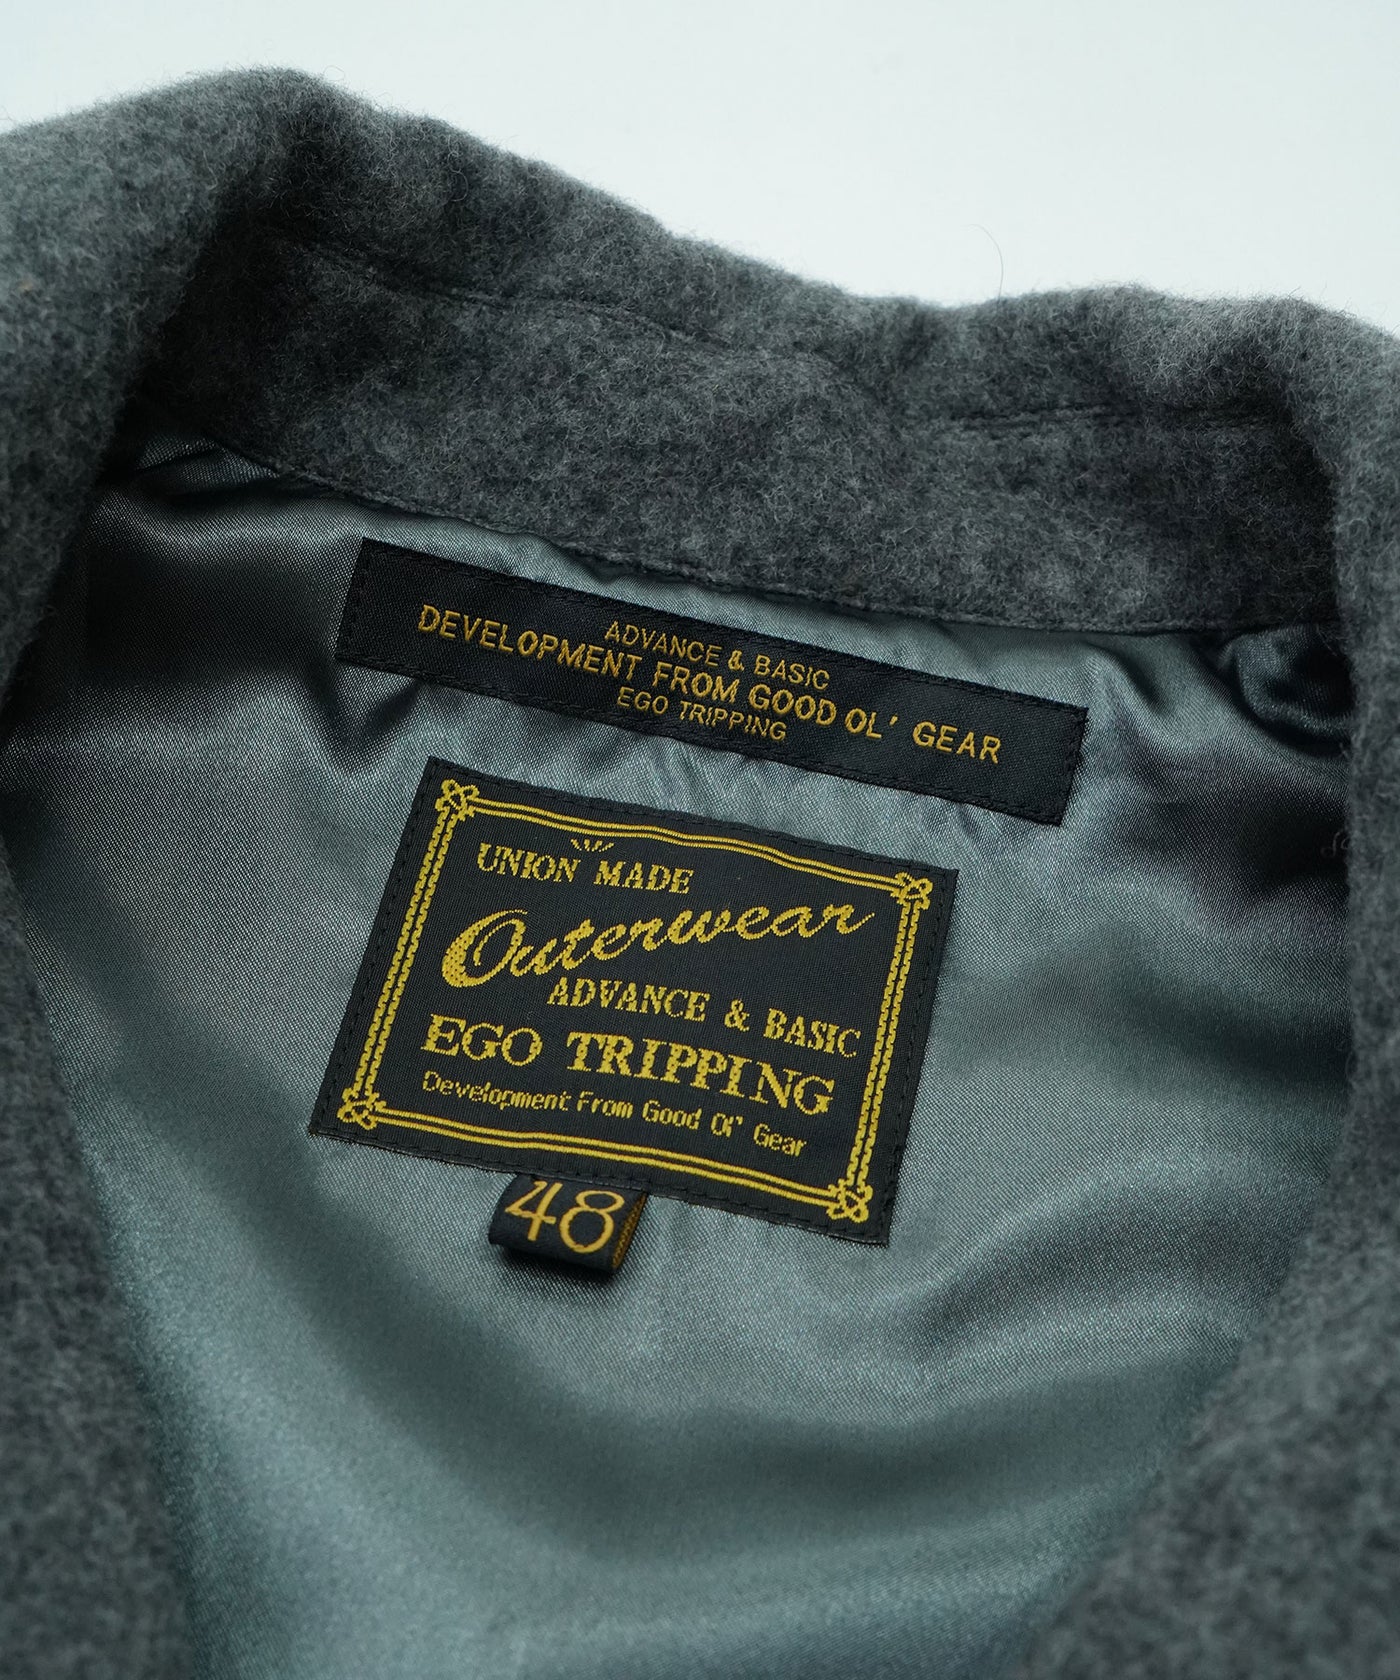 ADVANCE & BASIC
DEVELOPMENT FROM GOOD OL' GEAR
EGO TRIPPING
UNION MADE
Outerwear
ADVANCE & BASIC
EGO TRIPPING
Development From Good Ol' Gear
48